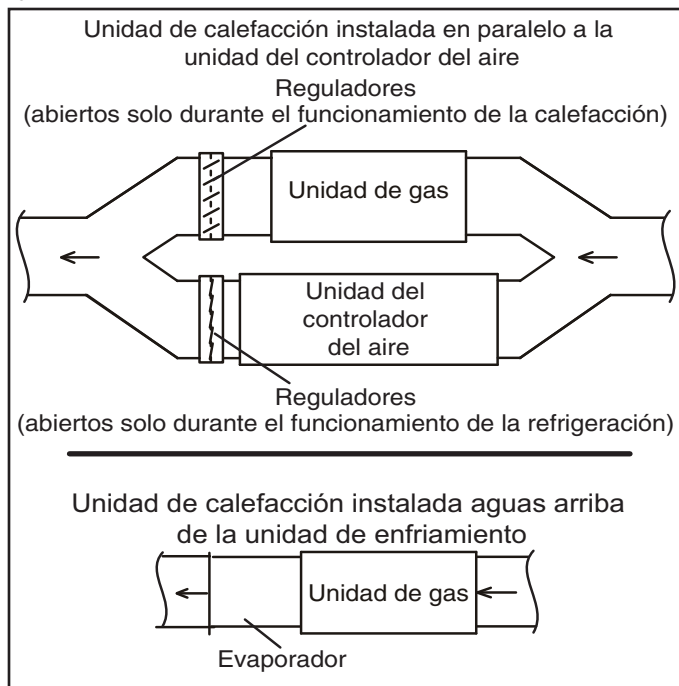 Unidad de calefacción instalada en paralelo a la
unidad del controlador del aire
Reguladores
(abiertos solo durante el funcionamiento de la calefacción)
Unidad de gas
Unidad del
controlador
del aire
Reguladores
(abiertos solo durante el funcionamiento de la refrigeración)
Unidad de calefacción instalada aguas arriba
de la unidad de enfriamiento
Unidad de gas
Evaporador